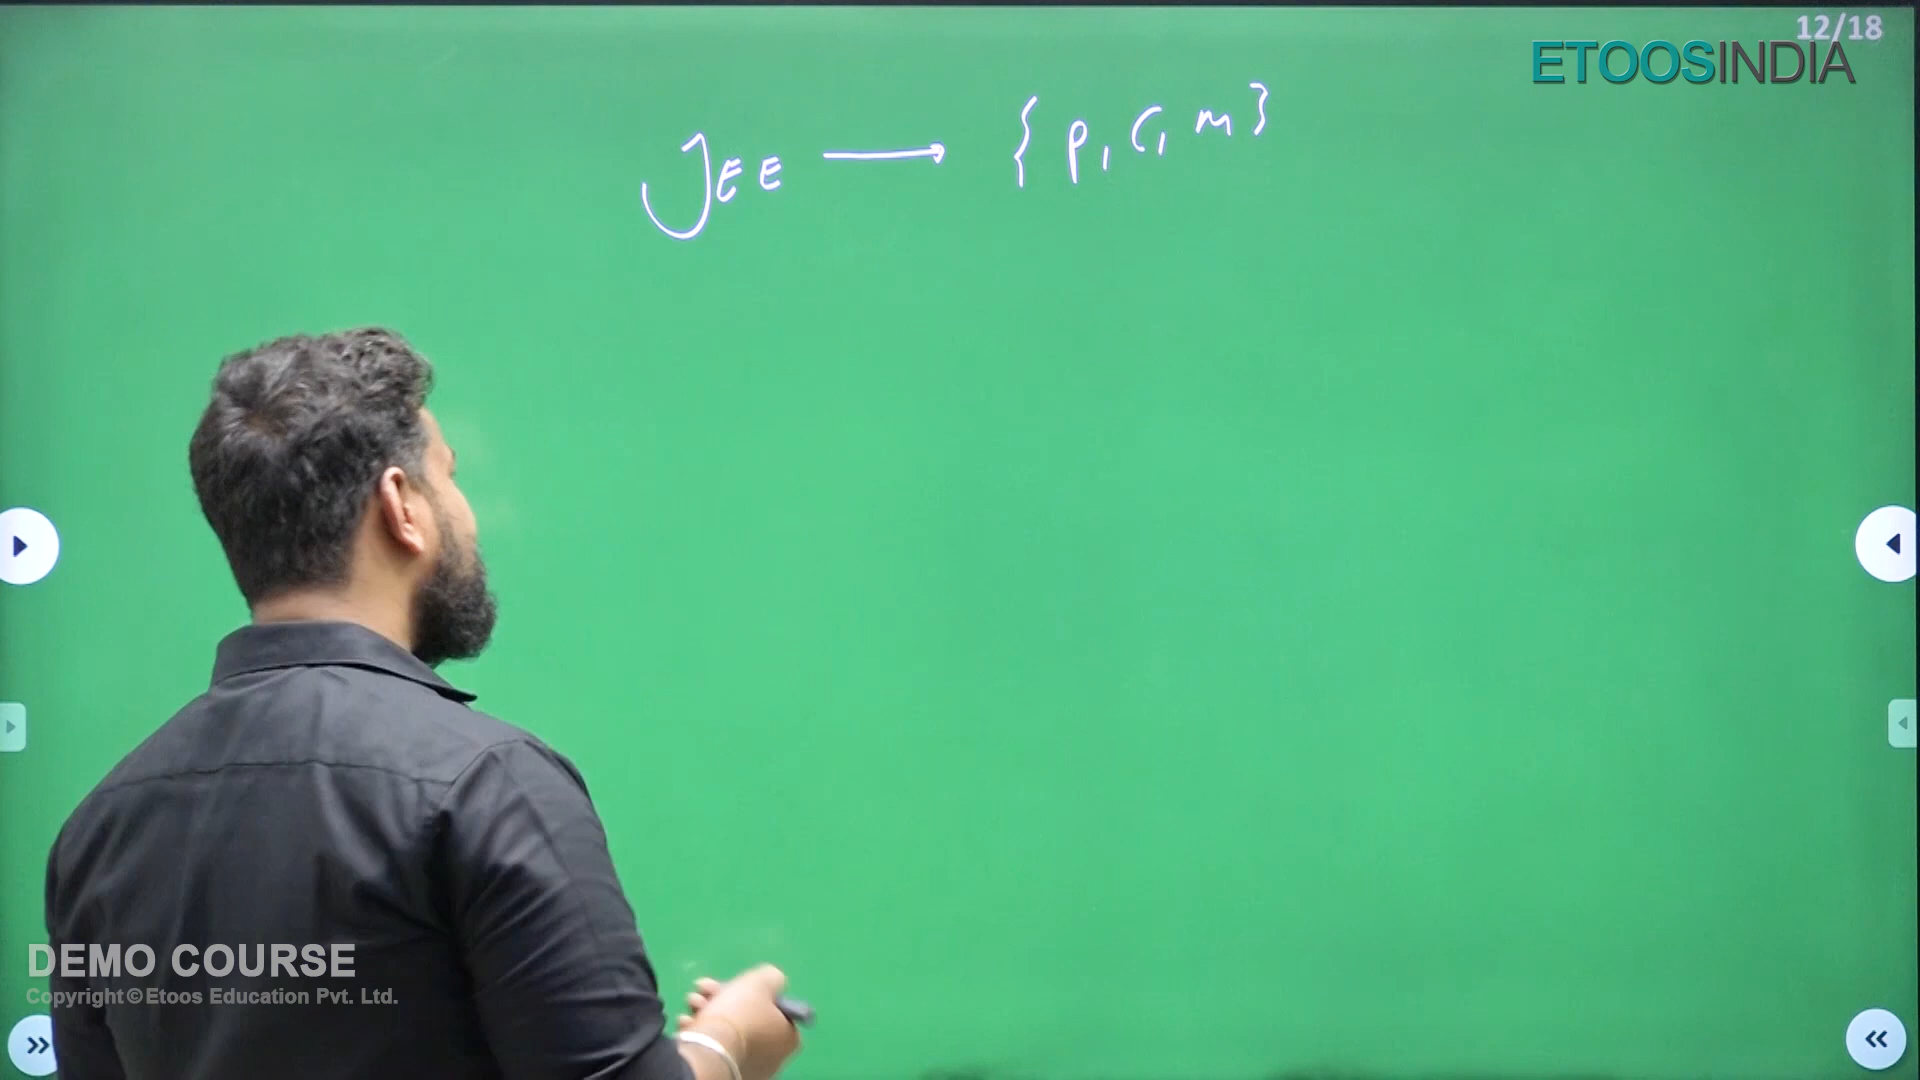 12/18
ETOOSINDIA
JEE → { P, C, M }
DEMO COURSE
Copyright © Etoos Education Pvt. Ltd.